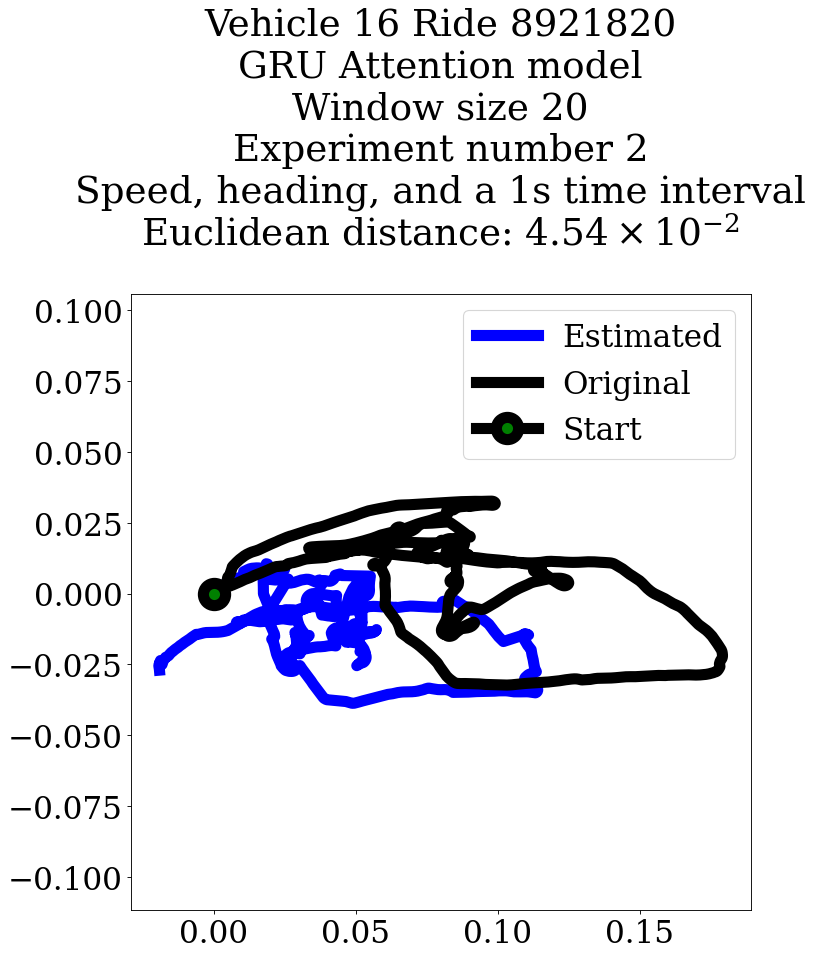 Vehicle 16 Ride 8921820
GRU Attention model
Window size 20
Experiment number 2
Speed, heading, and a 1s time interval
Euclidean distance: 4.54 × 10⁻²
Estimated
Original
Start
0.100
0.075
0.050
0.025
0.000
−0.025
−0.050
−0.075
−0.100
0.00 0.05 0.10 0.15